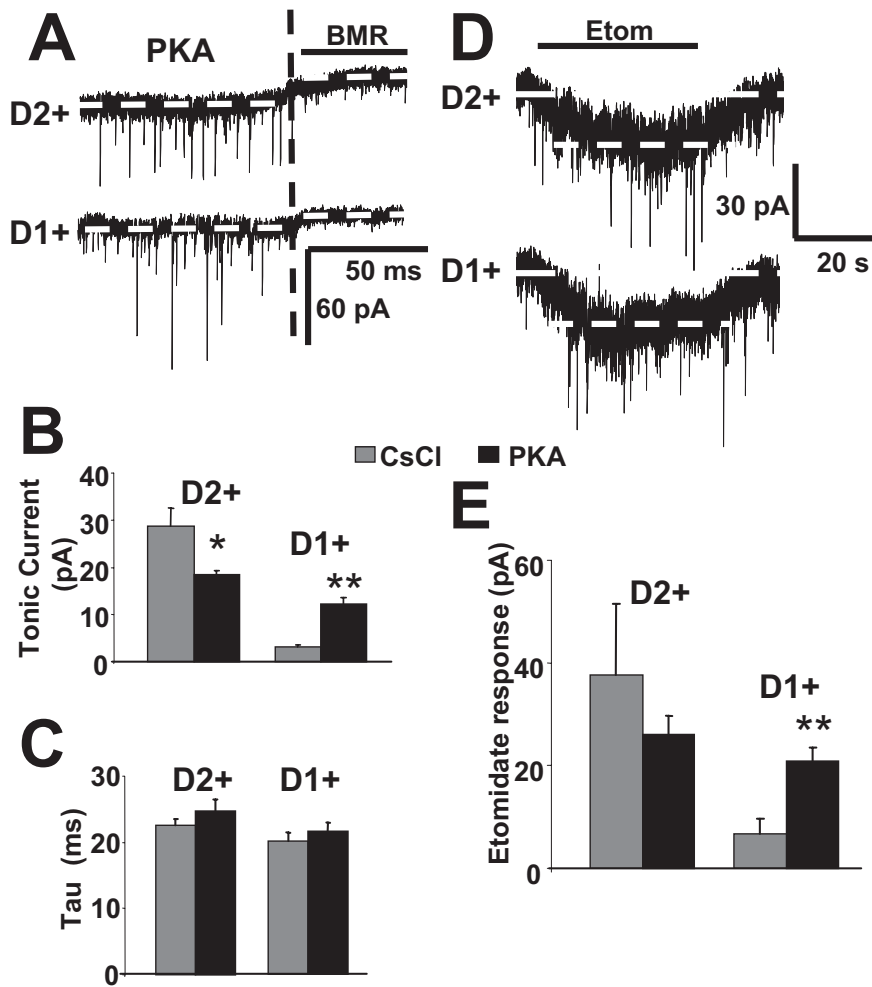 A
PKA
BMR
D2+
D1+
50 ms
60 pA
D
Etom
D2+
30 pA
20 s
D1+
B
CsCl
PKA
Tonic Current
(pA)
40
30
20
10
0
D2+
*
D1+
**
C
Tau (ms)
30
20
10
0
D2+
D1+
E
Etomidate response (pA)
60
40
20
0
D2+
D1+
**